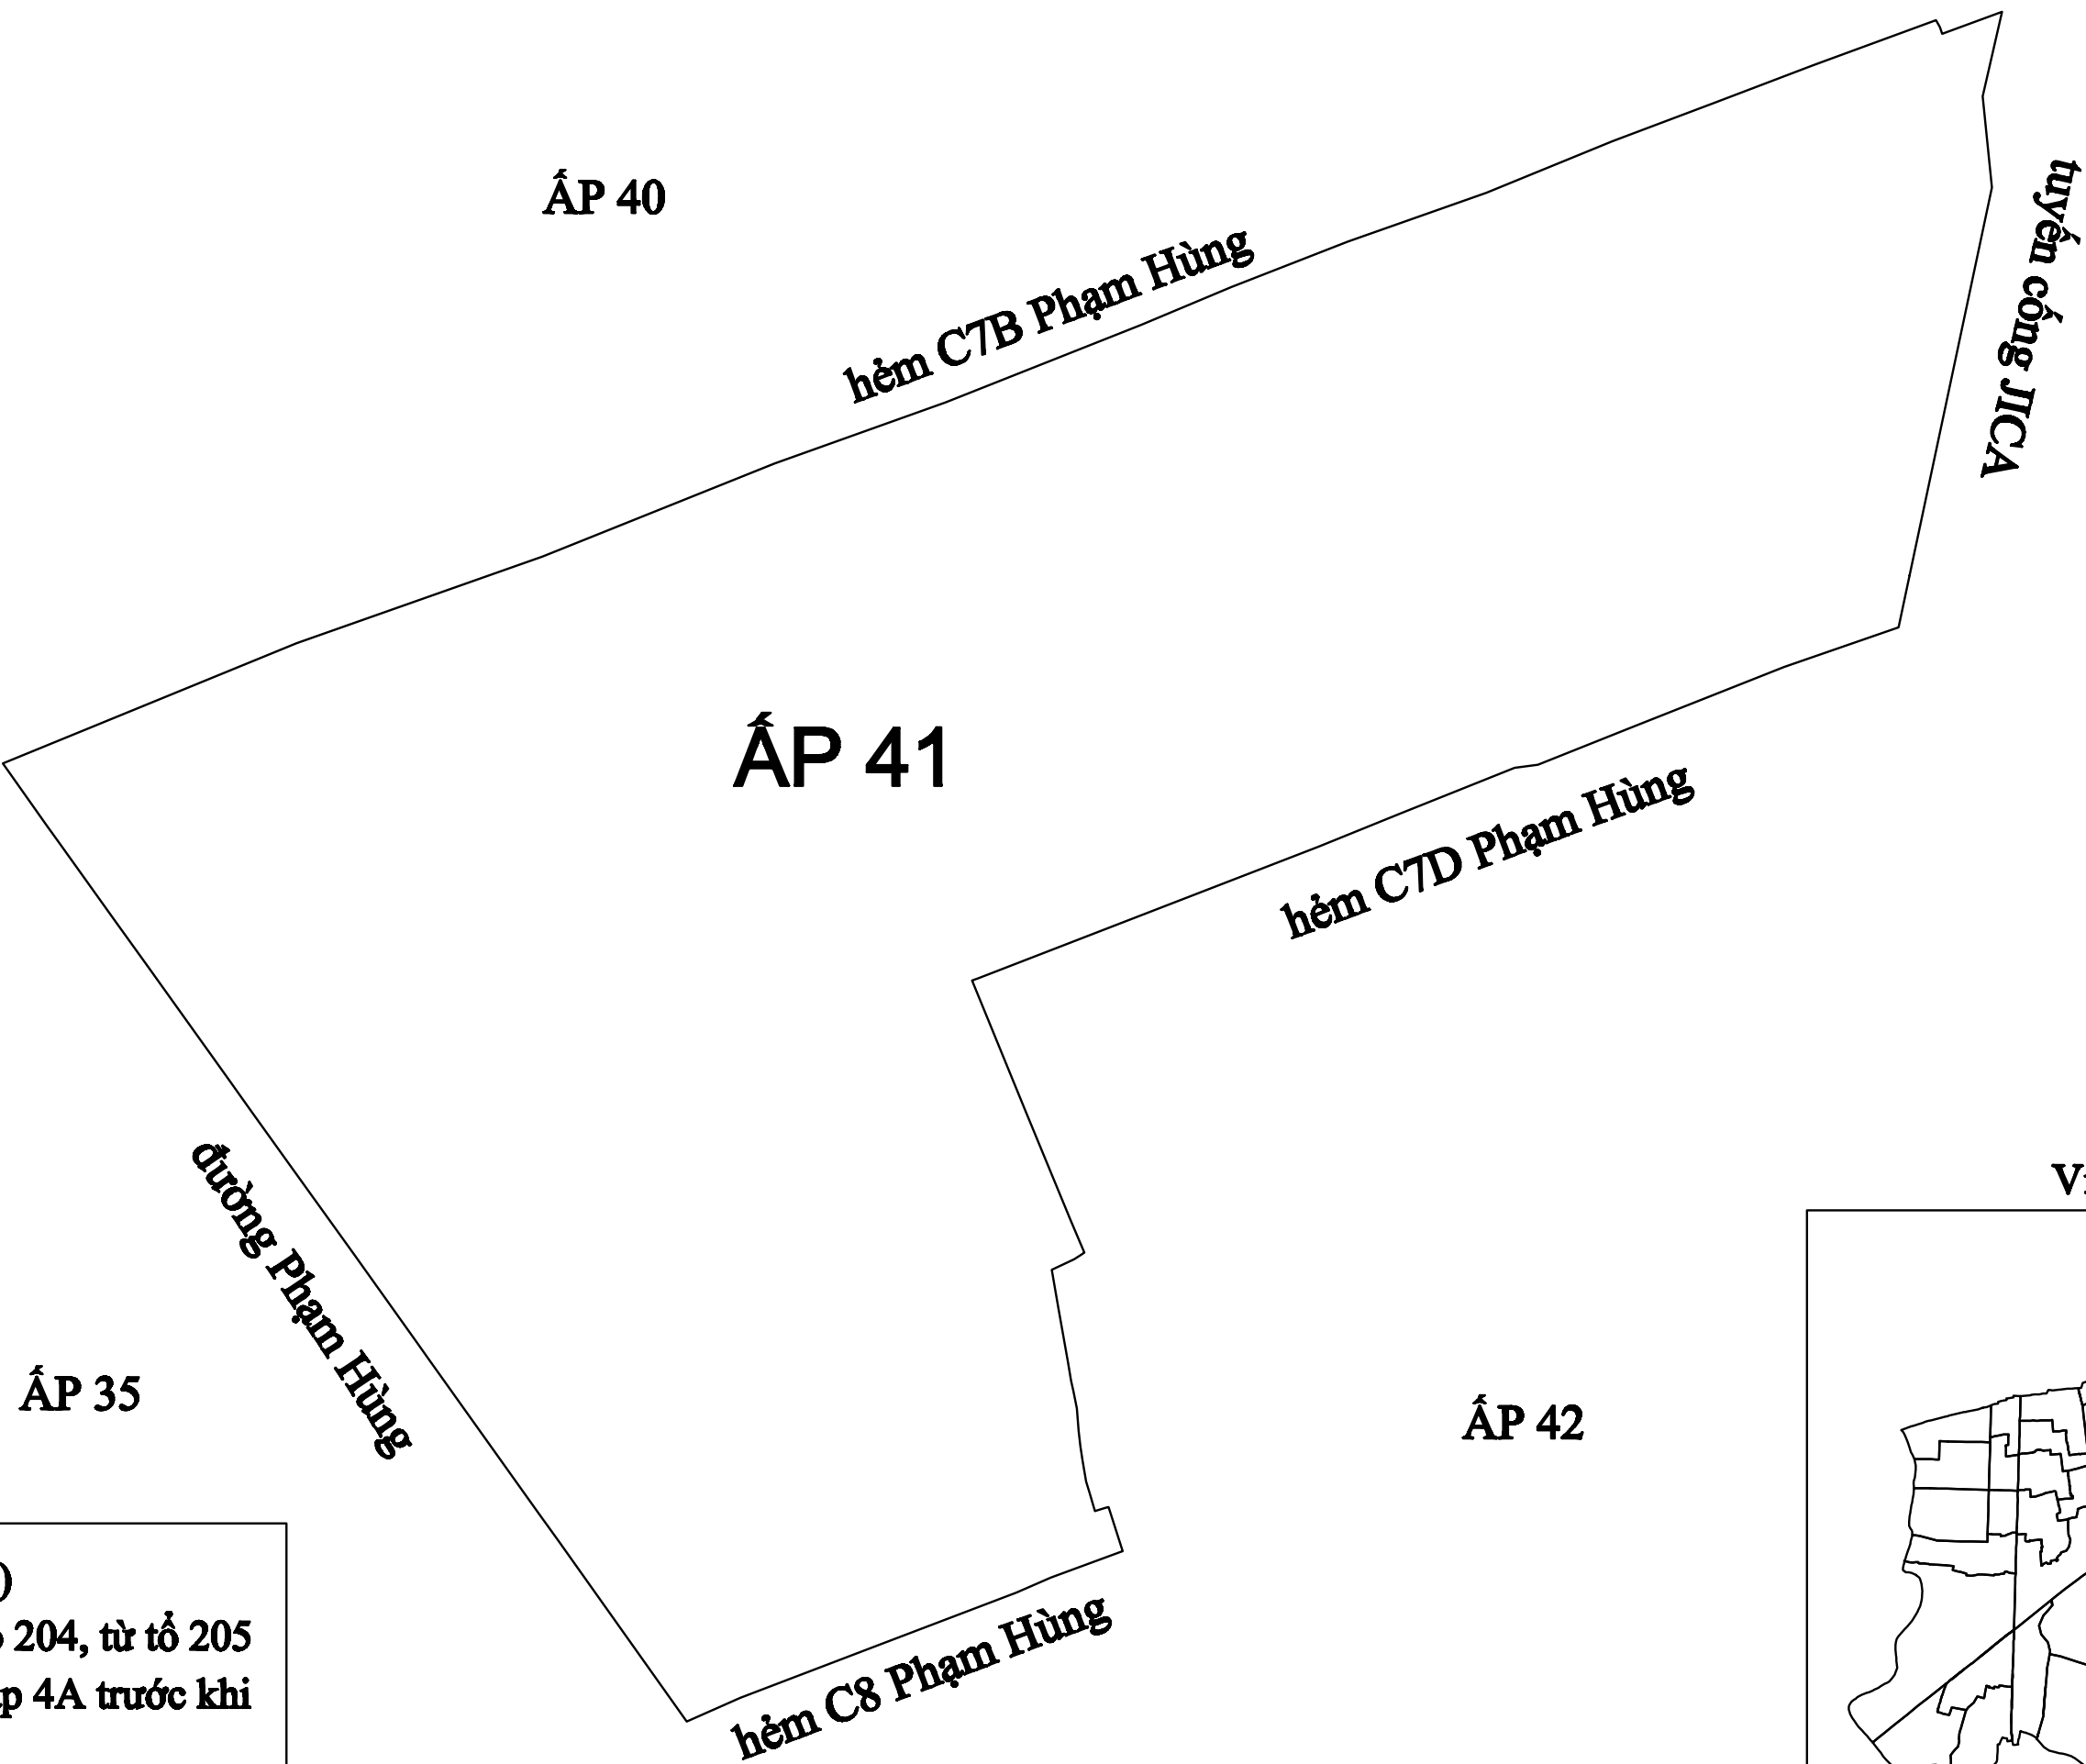 ẤP 40
hẻm C7B Phạm Hùng
tuyến cống JICA
ẤP 41
hẻm C7D Phạm Hùng
đường Phạm Hùng
ẤP 35
ẤP 42
)
204, từ tổ 205
4A trước khi
hẻm C8 Phạm Hùng